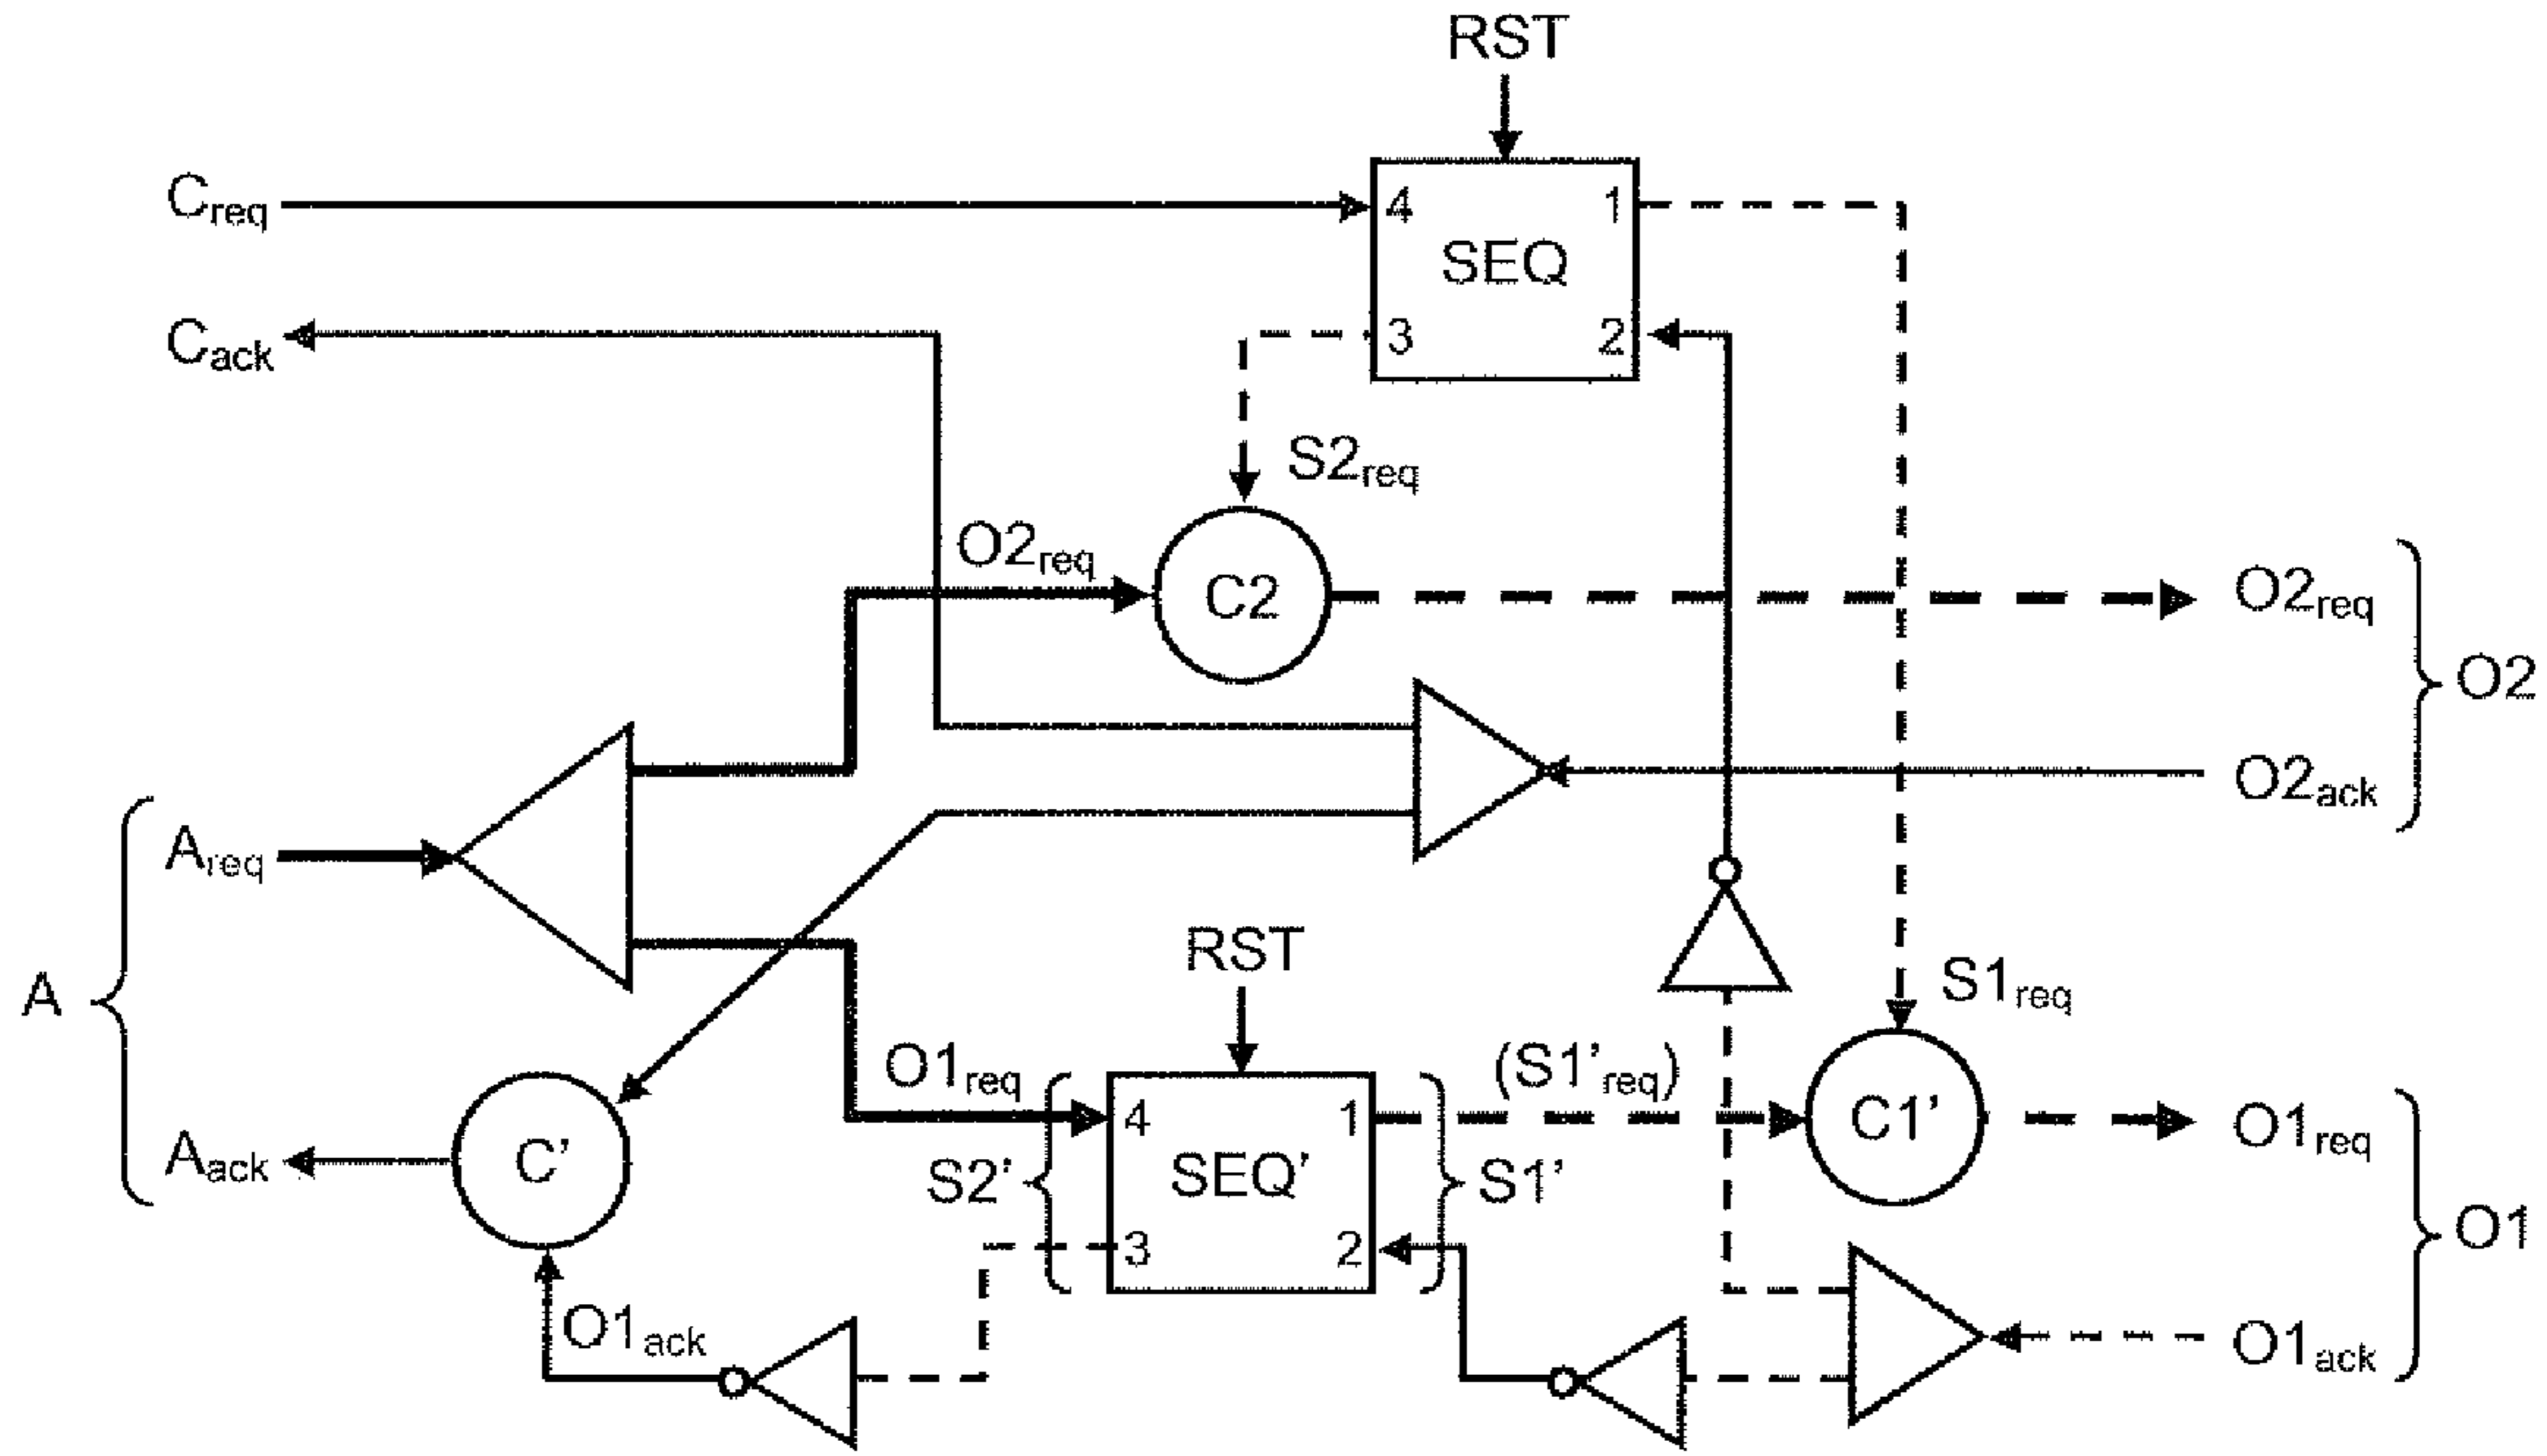 RST
Creq
4 1
SEQ
Cack
3 2
S2req
O2req
C2
O2req
O2
O2ack
Areq
A
RST
S1req
O1req
(S1'req)
4 1
C1'
O1req
Aack
C'
S2'
SEQ'
S1'
3 2
O1
O1ack
O1ack